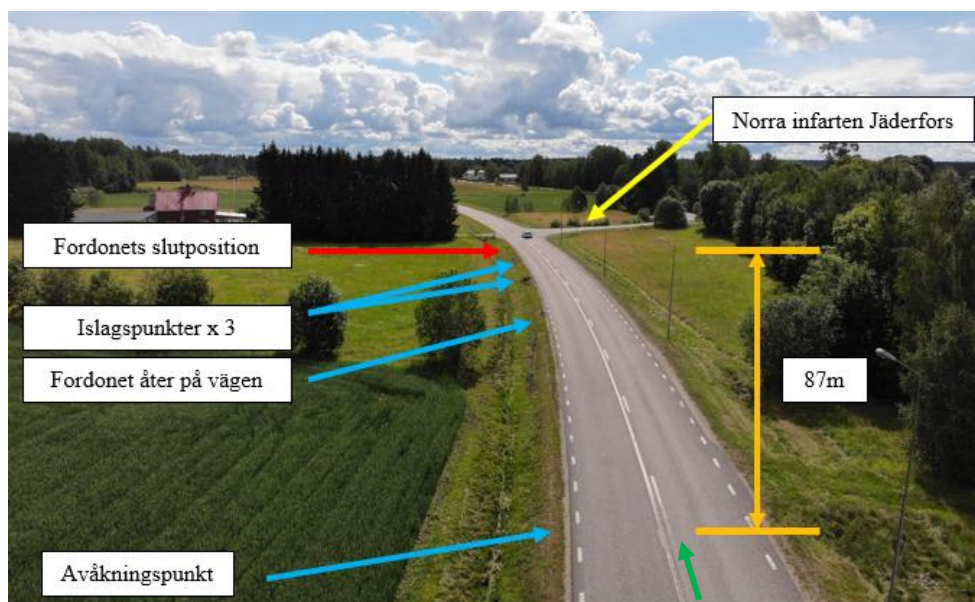 Norra infarten Jäderfors
Fordonets slutposition
Islagspunkter x 3
Fordonet åter på vägen
87m
Avåkningspunkt